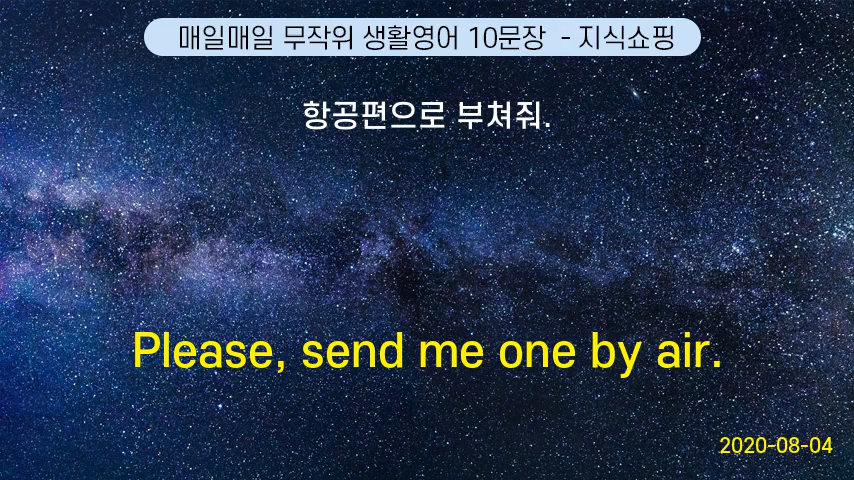 매일매일 무작위 생활영어 10문장 - 지식쇼핑
항공편으로 부쳐줘.
Please, send me one by air.
2020-08-04